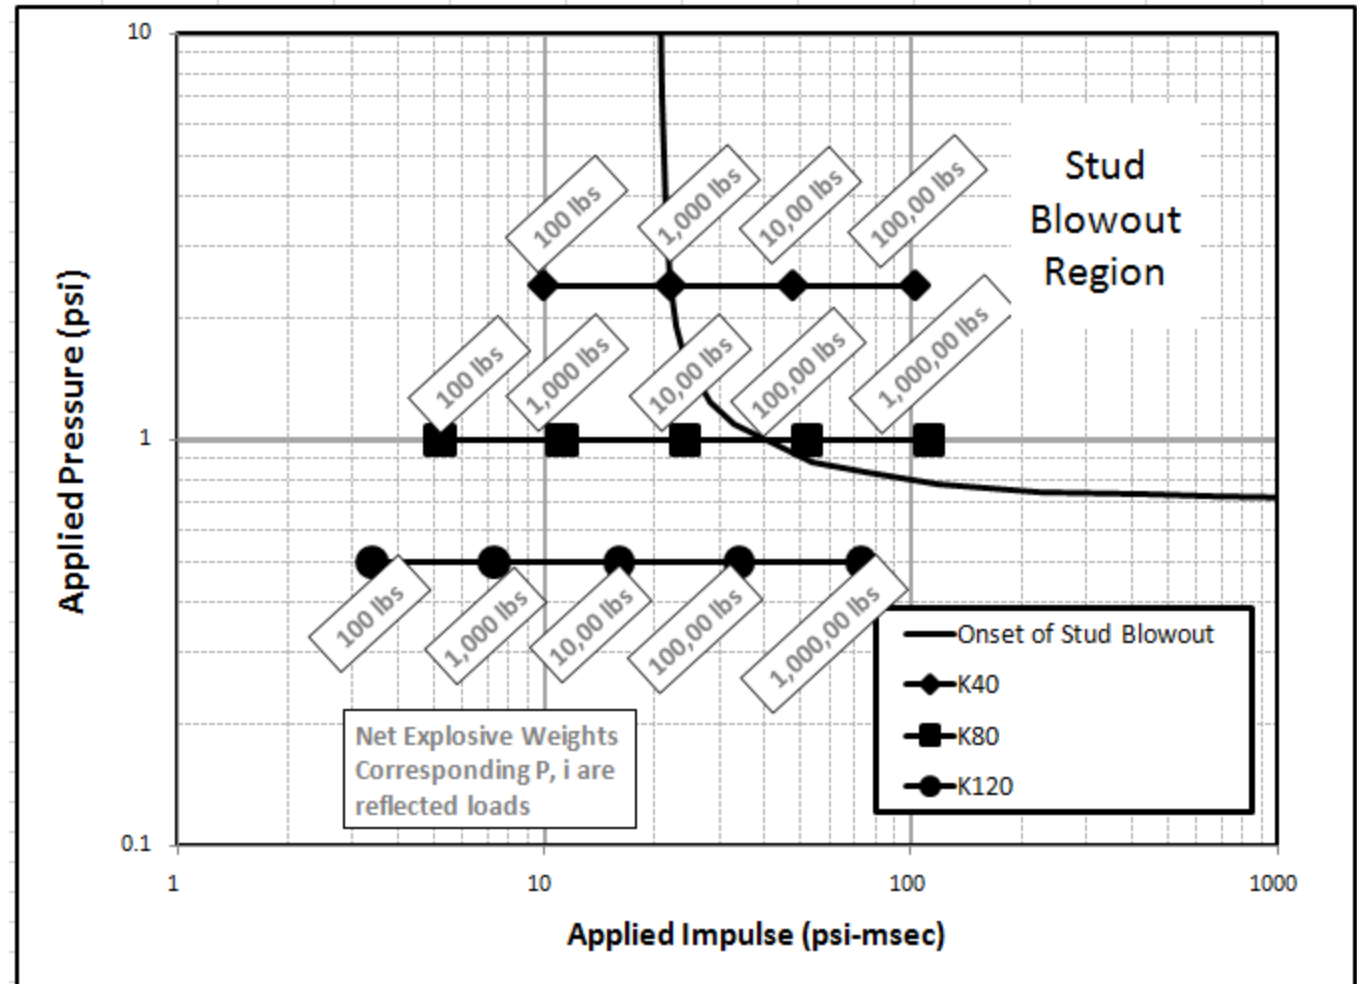 10
1
0.1
Applied Pressure (psi)
100 lbs
1,000 lbs
10,00 lbs
100,00 lbs
Stud
Blowout
Region
100 lbs
1,000 lbs
10,00 lbs
100,00 lbs
1,000,00 lbs
100 lbs
1,000 lbs
10,00 lbs
100,00 lbs
1,000,00 lbs
Onset of Stud Blowout
K40
K80
K120
Net Explosive Weights
Corresponding P, i are
reflected loads
1
10
100
1000
Applied Impulse (psi-msec)